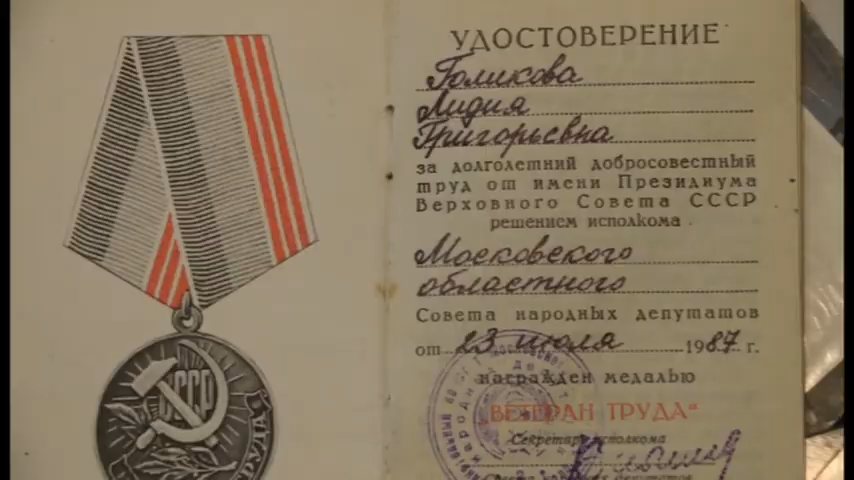 УДОСТОВЕРЕНИЕ
Голикова
Лидия
Григорьевна
за долголетний добросовестный
труд от имени Президиума
Верховного Совета СССР
решением исполкома
Московского
областного
Совета народных депутатов
от 23 июля 1987 г.
награжден медалью
"ВЕТЕРАН ТРУДА"
Секретарь исполкома
депутатов
СССР